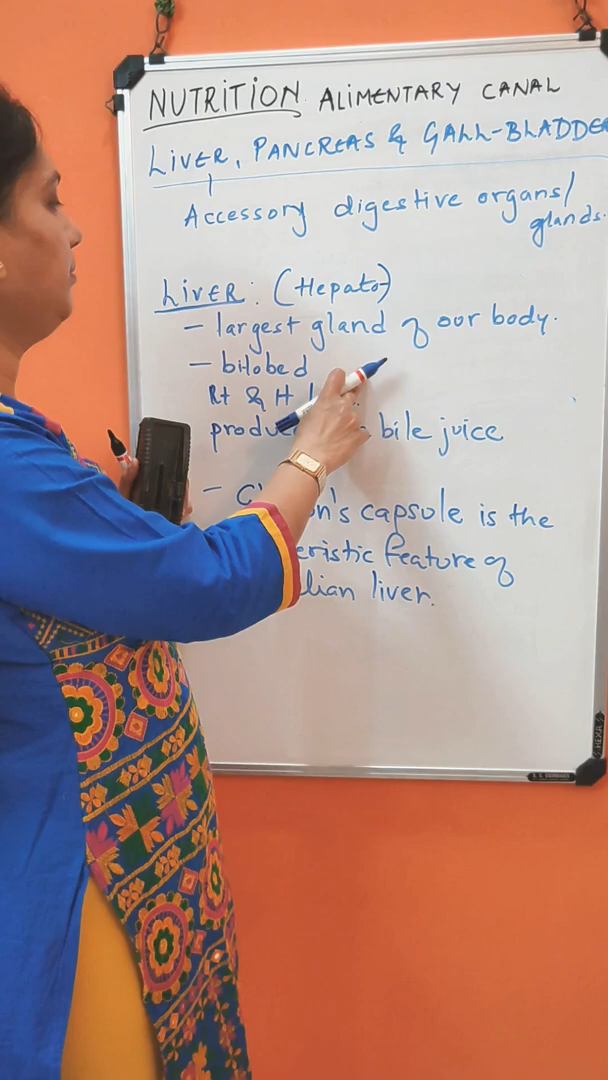 NUTRITION ALIMENTARY CANAL
LIVER, PANCREAS & GALL-BLADDER
Accessory digestive organs/
glands.
LIVER: (Hepato)
– largest gland of our body.
– bilobed
Rt & 
bile juice
– 
capsule is the
feature of
liver.